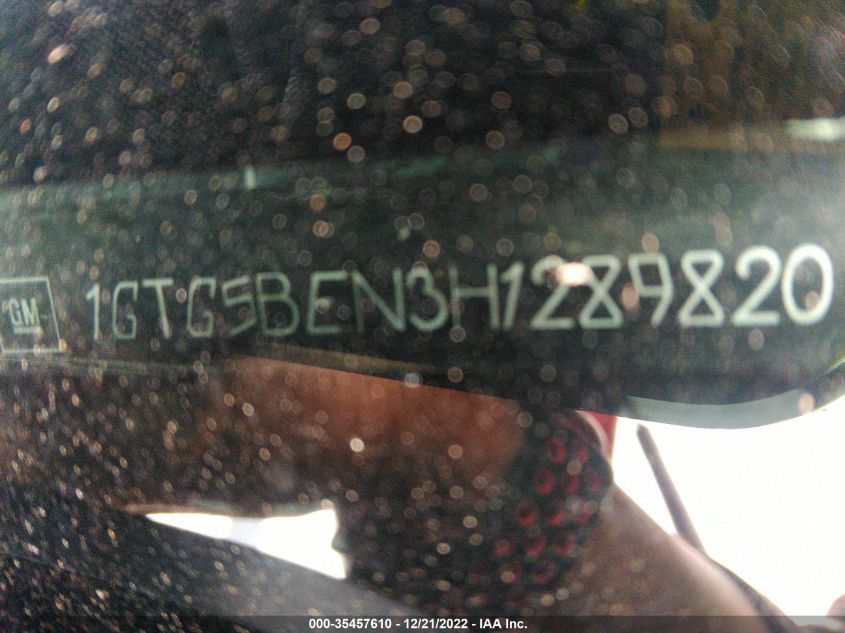 GM 1GTG5BEN3H1289820
000-35457610 - 12/21/2022 - IAA Inc.